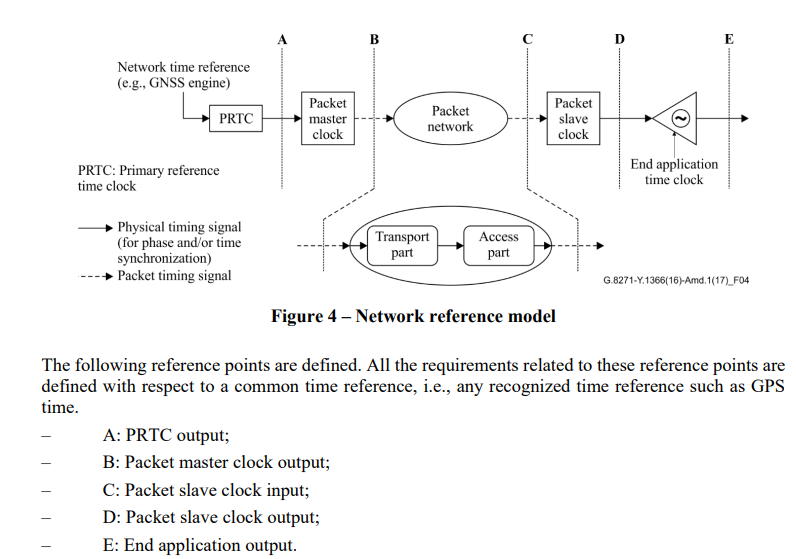 A B C D E
Network time reference
(e.g., GNSS engine)
PRTC
Packet
master
clock
Packet
network
Packet
slave
clock
End application
time clock
PRTC: Primary reference
time clock
Physical timing signal
(for phase and/or time
synchronization)
Packet timing signal
Transport
part
Access
part
G.8271-Y.1366(16)-Amd.1(17)_F04
Figure 4 – Network reference model
The following reference points are defined. All the requirements related to these reference points are
defined with respect to a common time reference, i.e., any recognized time reference such as GPS
time.
– A: PRTC output;
– B: Packet master clock output;
– C: Packet slave clock input;
– D: Packet slave clock output;
– E: End application output.